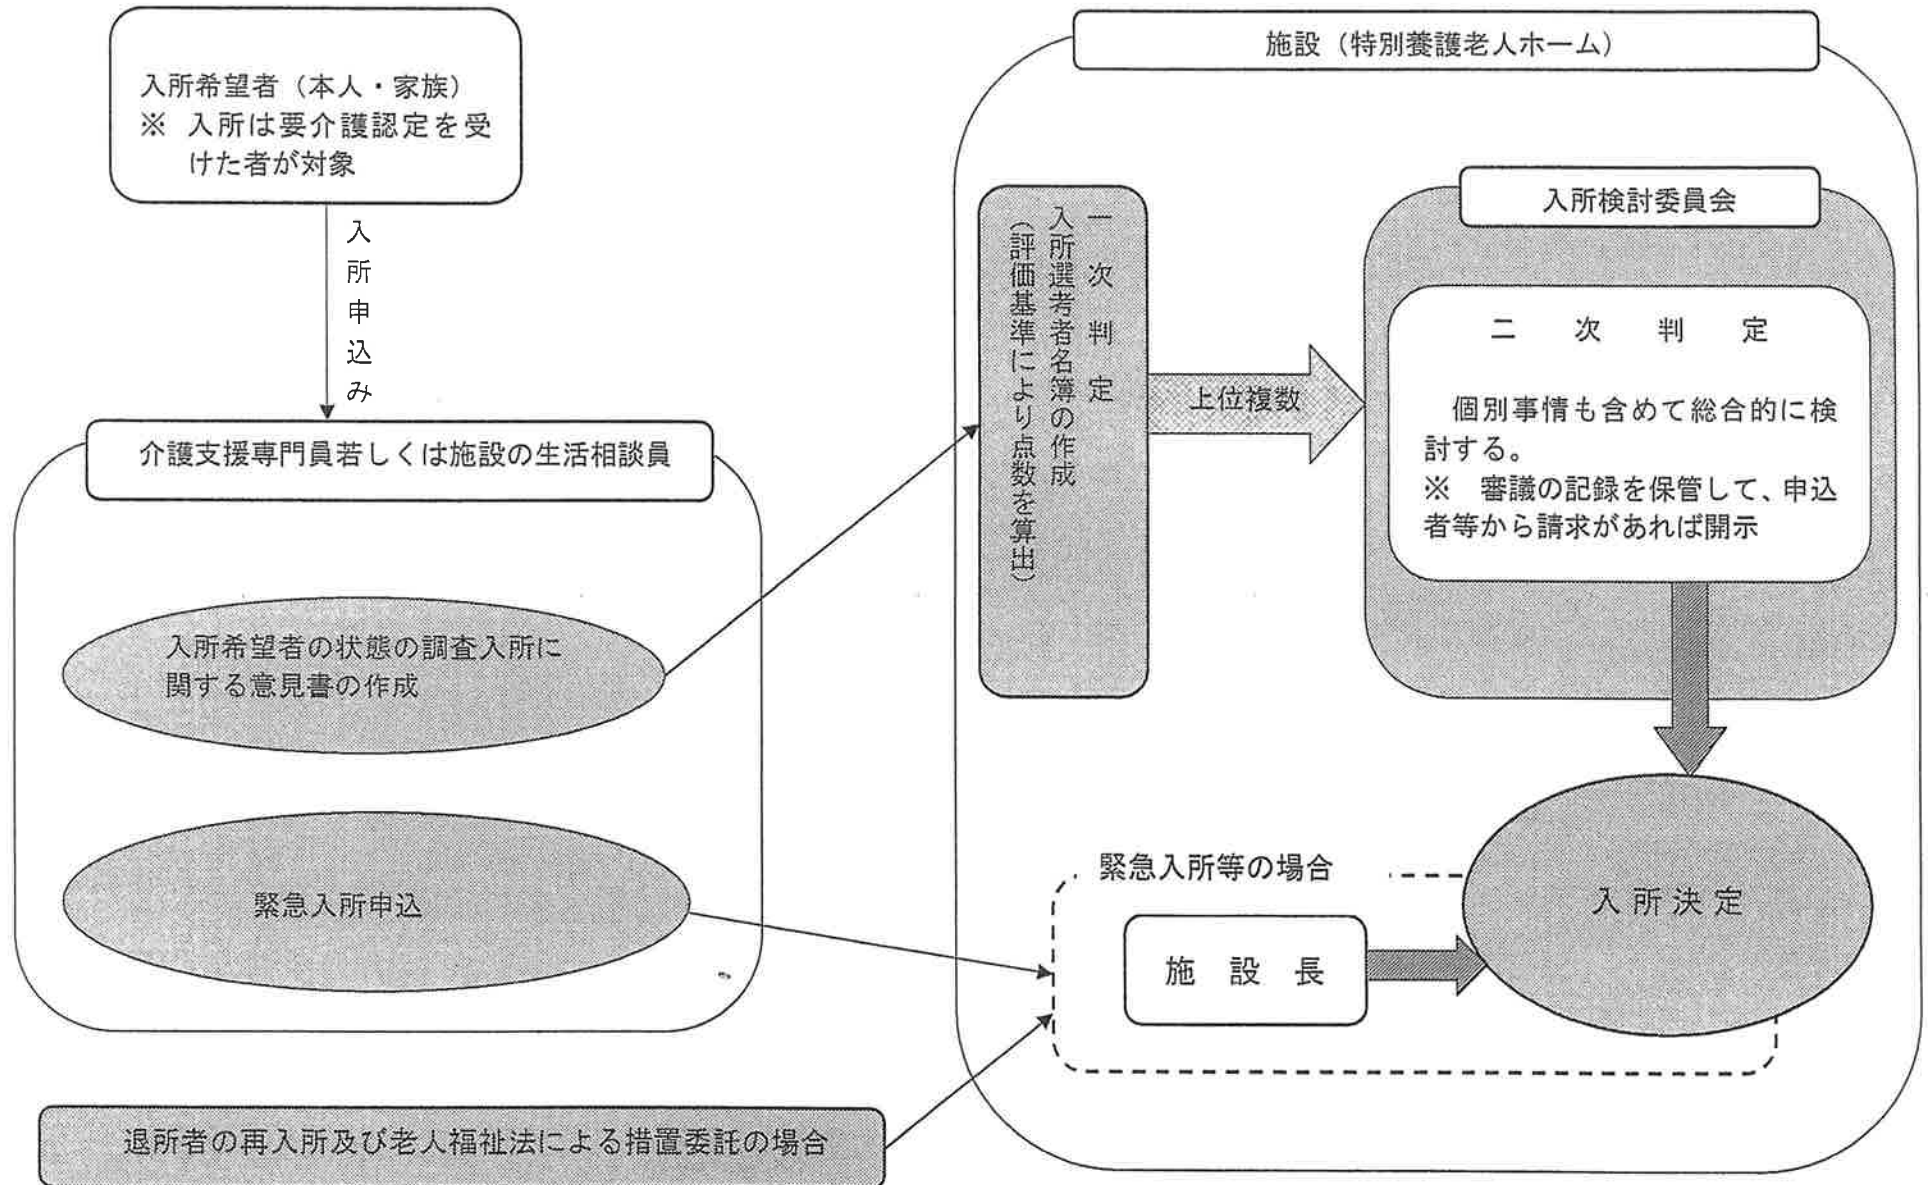 入所希望者（本人・家族）
※ 入所は要介護認定を受
けた者が対象
入所申込み
介護支援専門員若しくは施設の生活相談員
入所希望者の状態の調査入所に
関する意見書の作成
緊急入所申込
退所者の再入所及び老人福祉法による措置委託の場合
施設（特別養護老人ホーム）
一次判定
入所選考者名簿の作成
（評価基準により点数を算出）
上位複数
入所検討委員会
二次判定
個別事情も含めて総合的に検
討する。
※ 審議の記録を保管して、申込
者等から請求があれば開示
緊急入所等の場合
施設長
入所決定